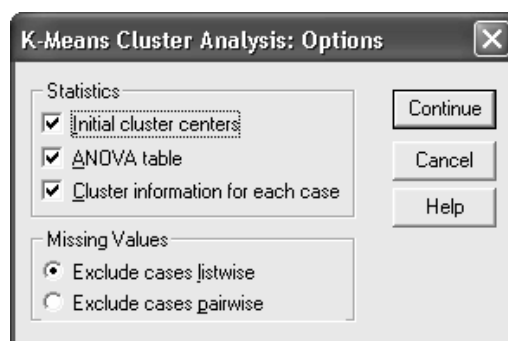 K-Means Cluster Analysis: Options
Statistics
Initial cluster centers
ANOVA table
Cluster information for each case
Missing Values
Exclude cases listwise
Exclude cases pairwise
Continue
Cancel
Help